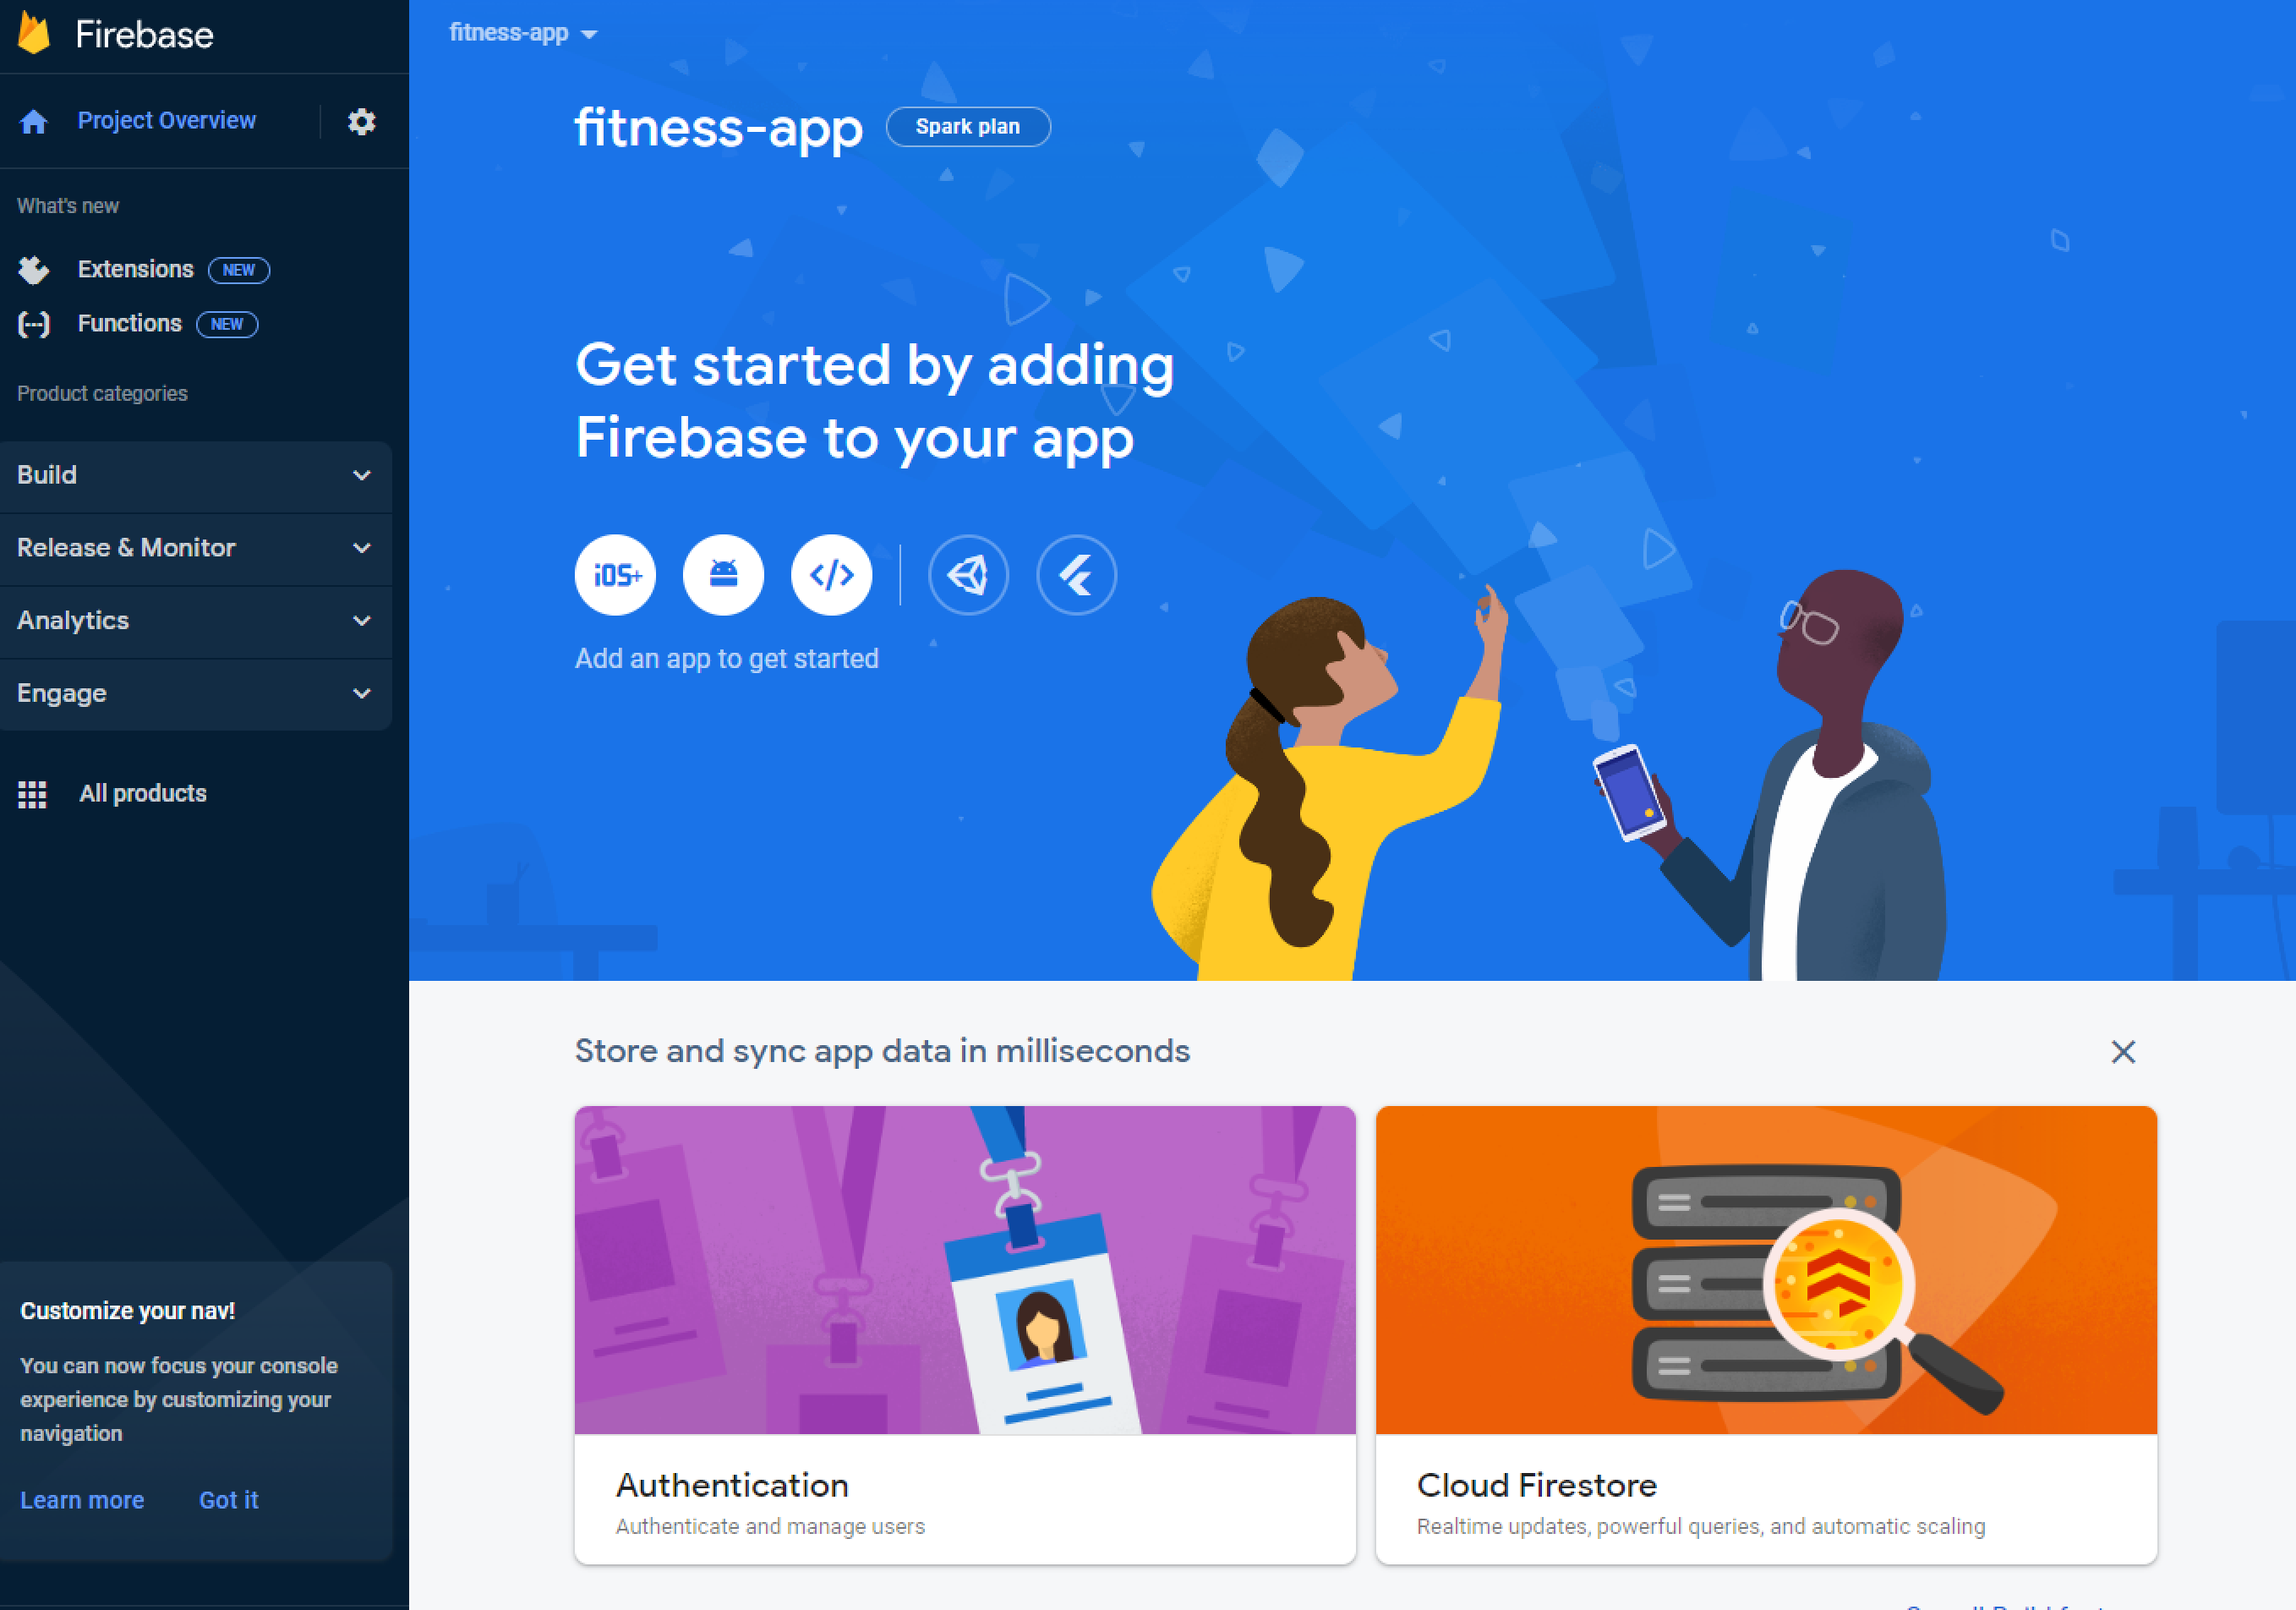 Firebase
Project Overview
What's new
Extensions NEW
Functions NEW
Product categories
Build
Release & Monitor
Analytics
Engage
All products
Customize your nav!
You can now focus your console
experience by customizing your
navigation
Learn more Got it
fitness-app
fitness-app Spark plan
Get started by adding
Firebase to your app
iOS+ </>
Add an app to get started
Store and sync app data in milliseconds
Authentication
Authenticate and manage users
Cloud Firestore
Realtime updates, powerful queries, and automatic scaling